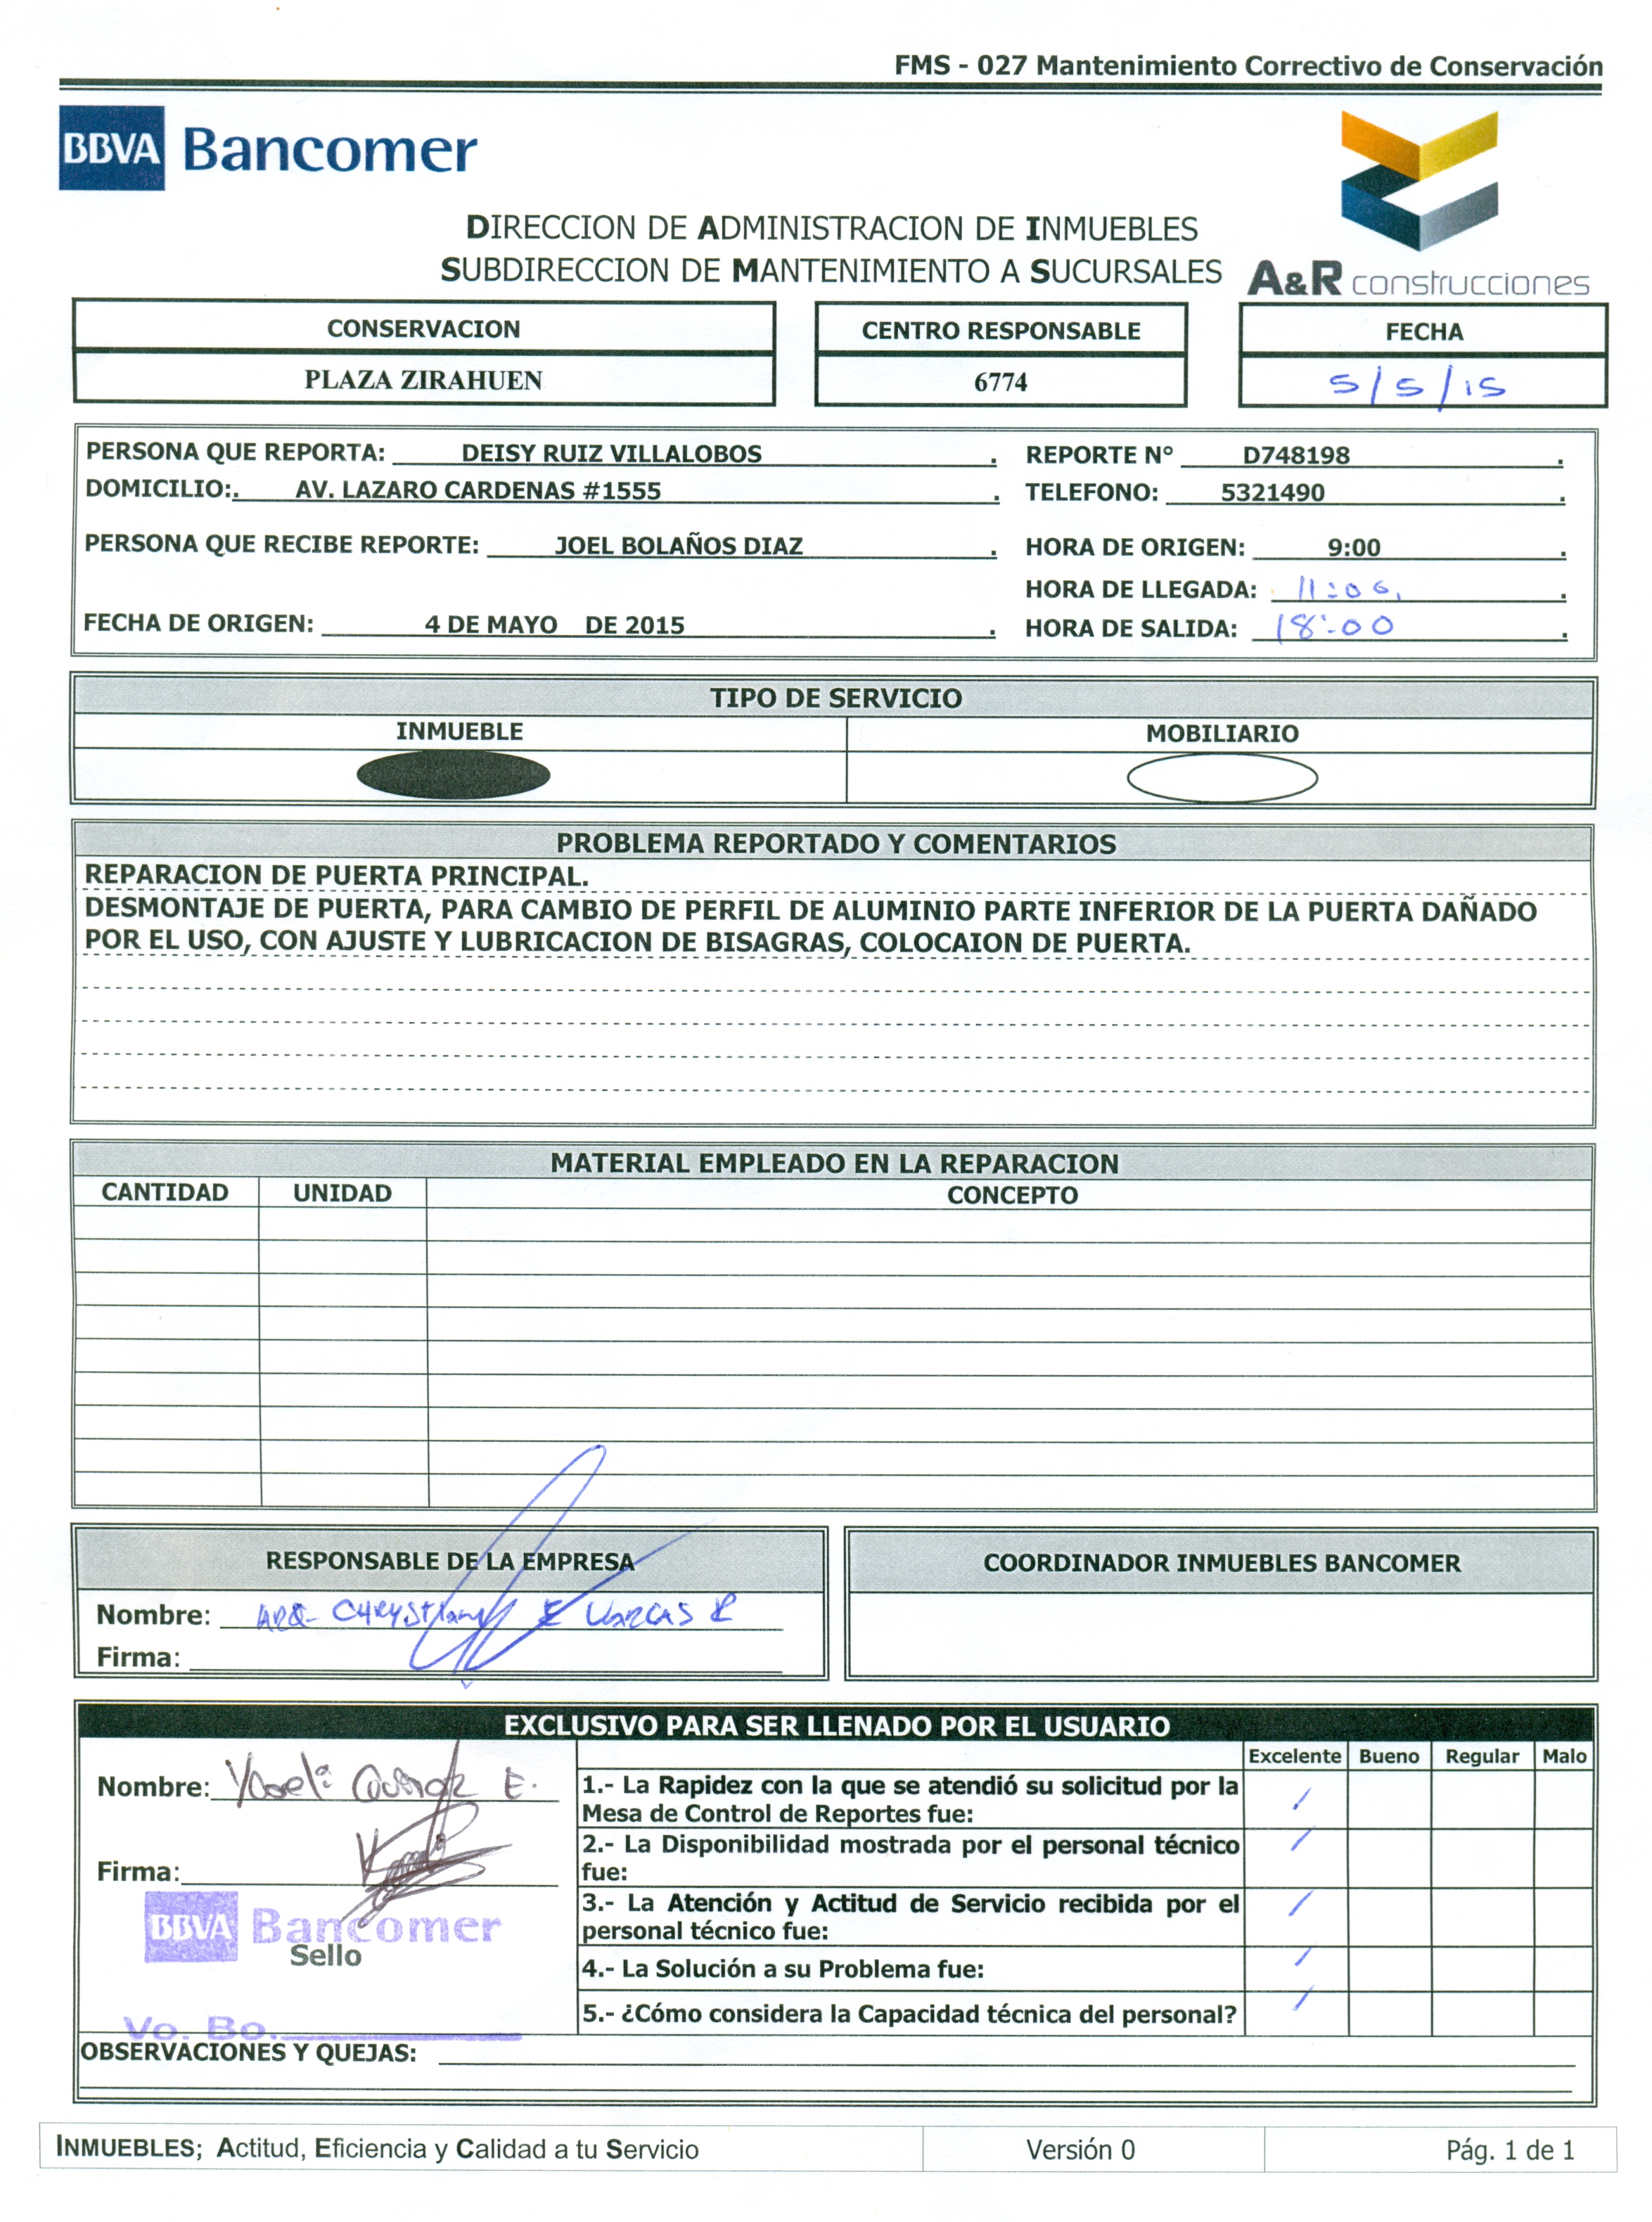 FMS - 027 Mantenimiento Correctivo de Conservación
BBVA Bancomer
DIRECCION DE ADMINISTRACION DE INMUEBLES
SUBDIRECCION DE MANTENIMIENTO A SUCURSALES
A&R construcciones
CONSERVACION
PLAZA ZIRAHUEN
CENTRO RESPONSABLE
6774
FECHA
5/5/15
PERSONA QUE REPORTA: DEISY RUIZ VILLALOBOS . REPORTE N° D748198 .
DOMICILIO:. AV. LAZARO CARDENAS #1555 . TELEFONO: 5321490 .
PERSONA QUE RECIBE REPORTE: JOEL BOLAÑOS DIAZ . HORA DE ORIGEN: 9:00 .
HORA DE LLEGADA: 11:00 .
FECHA DE ORIGEN: 4 DE MAYO DE 2015 . HORA DE SALIDA: 18:00 .
TIPO DE SERVICIO
INMUEBLE MOBILIARIO
PROBLEMA REPORTADO Y COMENTARIOS
REPARACION DE PUERTA PRINCIPAL.
DESMONTAJE DE PUERTA, PARA CAMBIO DE PERFIL DE ALUMINIO PARTE INFERIOR DE LA PUERTA DAÑADO
POR EL USO, CON AJUSTE Y LUBRICACION DE BISAGRAS, COLOCAION DE PUERTA.
MATERIAL EMPLEADO EN LA REPARACION
CANTIDAD UNIDAD CONCEPTO
RESPONSABLE DE LA EMPRESA
Nombre: ARQ. CHRYStian E VARGAS R
Firma:
COORDINADOR INMUEBLES BANCOMER
EXCLUSIVO PARA SER LLENADO POR EL USUARIO
Nombre: E.
Firma:
BBVA Bancomer
Sello
Vo. Bo.
Excelente Bueno Regular Malo
1.- La Rapidez con la que se atendió su solicitud por la
Mesa de Control de Reportes fue:
2.- La Disponibilidad mostrada por el personal técnico
fue:
3.- La Atención y Actitud de Servicio recibida por el
personal técnico fue:
4.- La Solución a su Problema fue:
5.- ¿Cómo considera la Capacidad técnica del personal?
OBSERVACIONES Y QUEJAS:
INMUEBLES; Actitud, Eficiencia y Calidad a tu Servicio Versión 0 Pág. 1 de 1